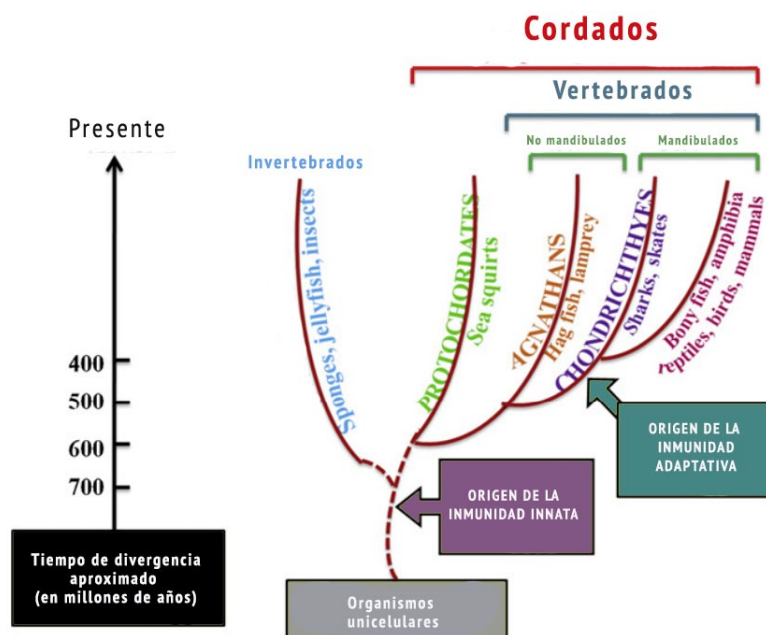 Cordados
Vertebrados
Presente
No mandibulados
Mandibulados
Invertebrados
Sponges, jellyfish, insects
PROTOCHORDATES
Sea squirts
AGNATHANS
Hag fish, lamprey
CHONDRICHTHYES
Sharks, skates
Bony fish, amphibia
reptiles, birds, mammals
400
500
600
700
ORIGEN DE LA
INMUNIDAD
ADAPTATIVA
ORIGEN DE LA
INMUNIDAD INNATA
Tiempo de divergencia
aproximado
(en millones de años)
Organismos
unicelulares